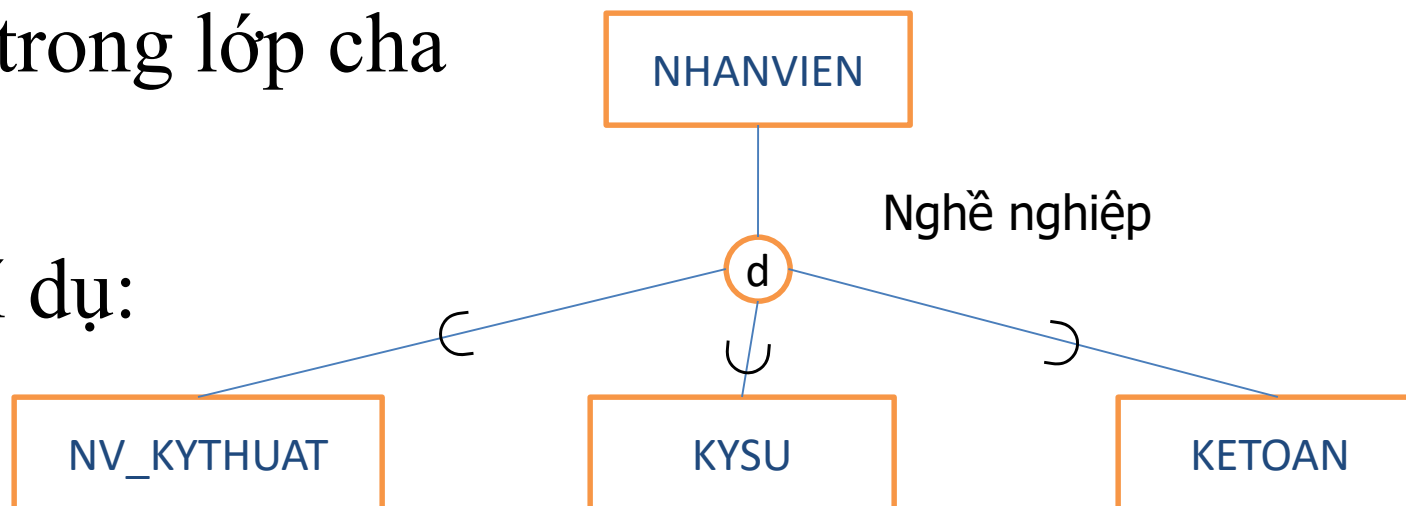 trong lớp cha
NHANVIEN
Nghề nghiệp
d
dụ:
NV_KYTHUAT
KYSU
KETOAN